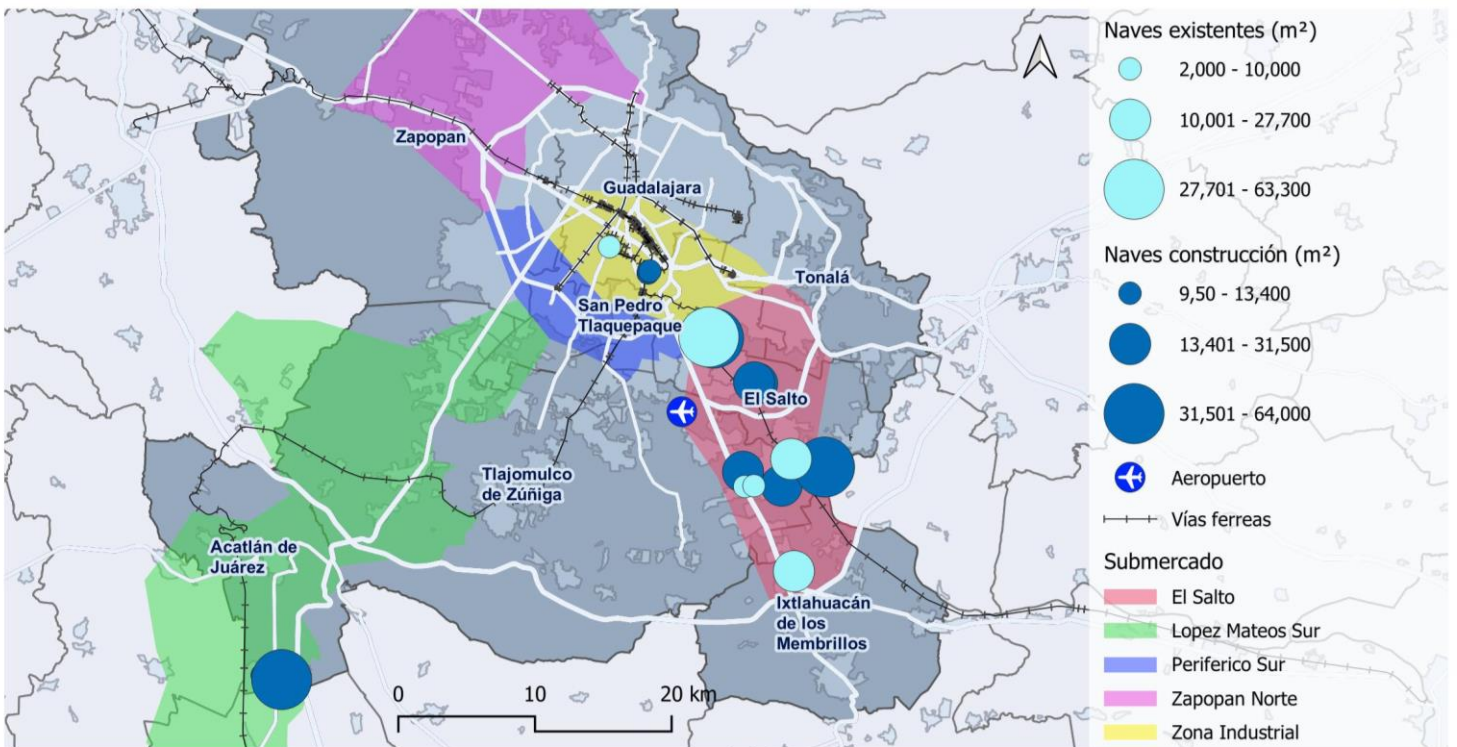 Zapopan
Guadalajara
Tonalá
San Pedro
Tlaquepaque
El Salto
Tlajomulco
de Zúñiga
Acatlán de
Juárez
Ixtlahuacán
de los
Membrillos
0 10 20 km
Naves existentes (m²)
2,000 - 10,000
10,001 - 27,700
27,701 - 63,300
Naves construcción (m²)
9,50 - 13,400
13,401 - 31,500
31,501 - 64,000
Aeropuerto
Vías ferreas
Submercado
El Salto
Lopez Mateos Sur
Periferico Sur
Zapopan Norte
Zona Industrial